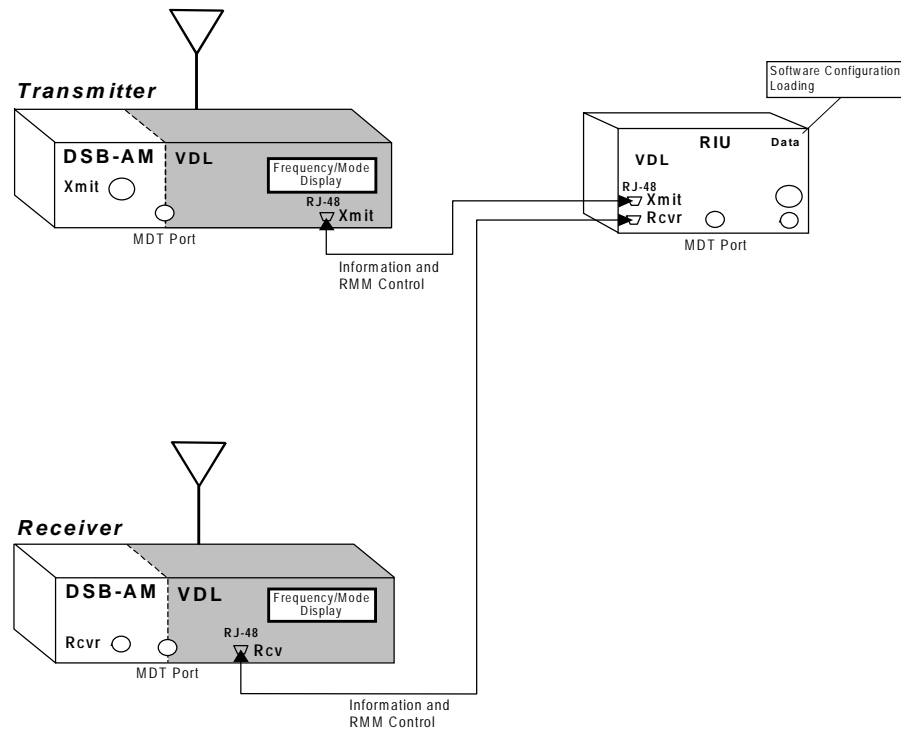 Transmitter
DSB-AM
VDL
Xmit
Frequency/Mode
Display
RJ-48
Xmit
MDT Port
Information and
RMM Control
Software Configuration
Loading
RIU
Data
VDL
RJ-48
Xmit
Rcvr
MDT Port
Receiver
DSB-AM
VDL
Frequency/Mode
Display
Rcvr
RJ-48
Rcv
MDT Port
Information and
RMM Control